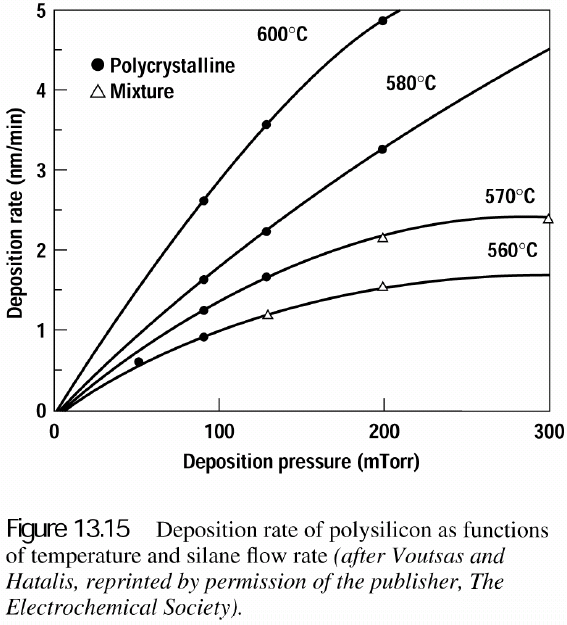 5
4
3
2
1
0
Deposition rate (nm/min)
● Polycrystalline
△ Mixture
600°C
580°C
570°C
560°C
0
100
200
300
Deposition pressure (mTorr)
Figure 13.15 Deposition rate of polysilicon as functions
of temperature and silane flow rate (after Voutsas and
Hatalis, reprinted by permission of the publisher, The
Electrochemical Society).